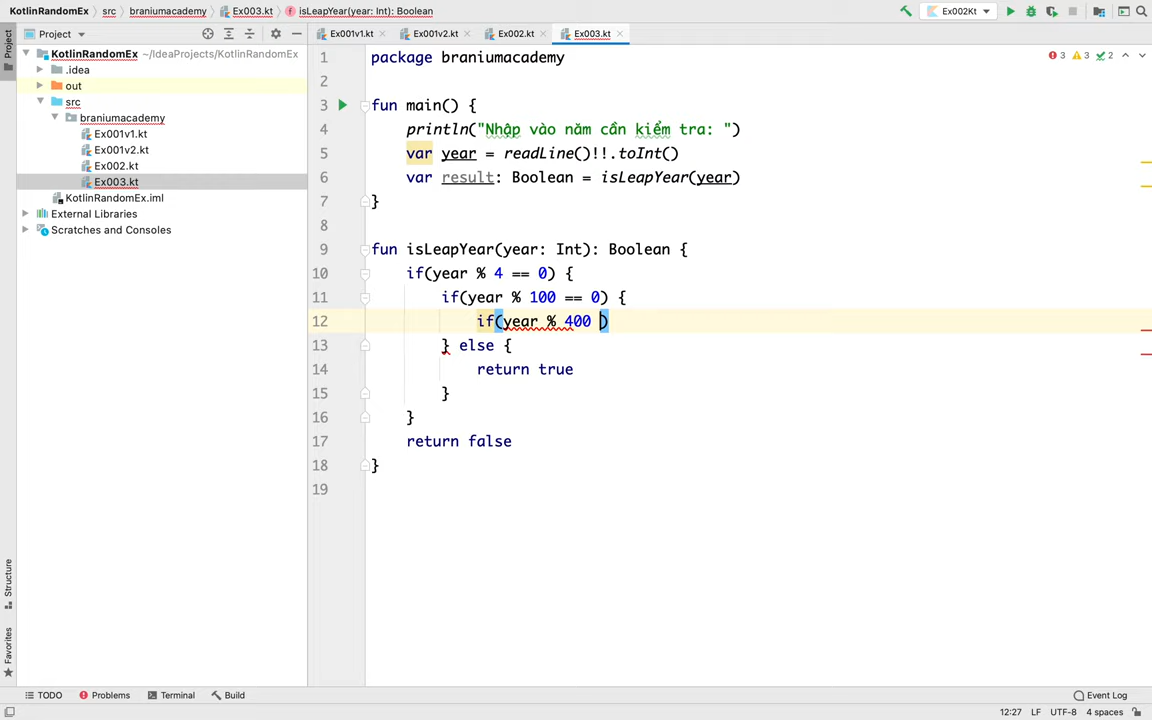 KotlinRandomEx src braniumacademy Ex003.kt isLeapYear(year: Int): Boolean Ex002Kt
Project Ex001v1.kt Ex001v2.kt Ex002.kt Ex003.kt
Project
KotlinRandomEx ~/IdeaProjects/KotlinRandomEx
.idea
out
src
braniumacademy
Ex001v1.kt
Ex001v2.kt
Ex002.kt
Ex003.kt
KotlinRandomEx.iml
External Libraries
Scratches and Consoles
3 3 2
1 package braniumacademy
2
3 fun main() {
4 println("Nhập vào năm cần kiểm tra: ")
5 var year = readLine()!!.toInt()
6 var result: Boolean = isLeapYear(year)
7 }
8
9 fun isLeapYear(year: Int): Boolean {
10 if(year % 4 == 0) {
11 if(year % 100 == 0) {
12 if(year % 400 )
13 } else {
14 return true
15 }
16 }
17 return false
18 }
19
Structure
Favorites
TODO Problems Terminal Build Event Log
12:27 LF UTF-8 4 spaces